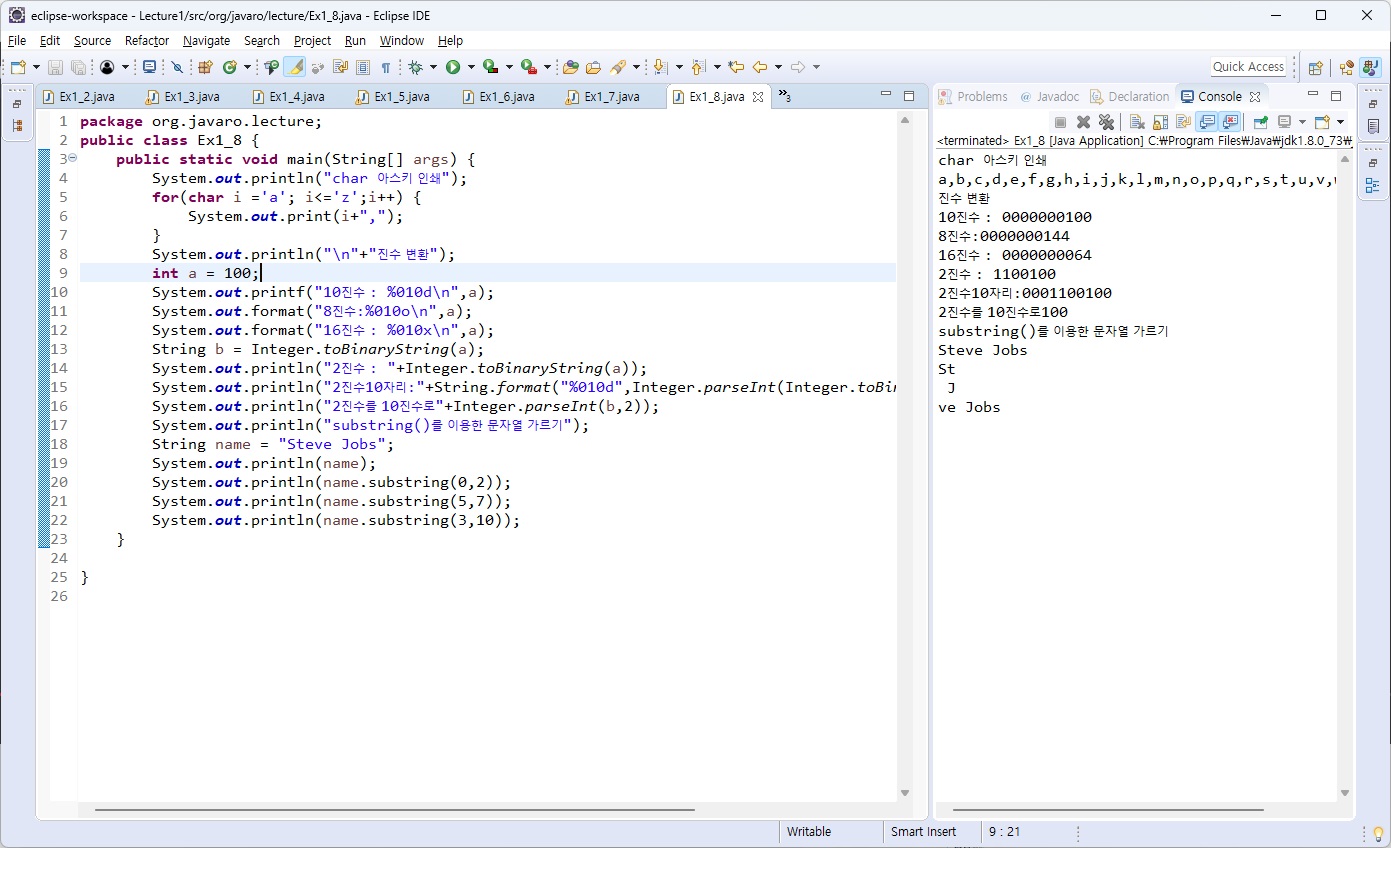 eclipse-workspace - Lecture1/src/org/javaro/lecture/Ex1_8.java - Eclipse IDE
File Edit Source Refactor Navigate Search Project Run Window Help
Quick Access
Ex1_2.java Ex1_3.java Ex1_4.java Ex1_5.java Ex1_6.java Ex1_7.java Ex1_8.java »3
1 package org.javaro.lecture;
2 public class Ex1_8 {
3 public static void main(String[] args) {
4 System.out.println("char 아스키 인쇄");
5 for(char i ='a'; i<='z';i++) {
6 System.out.print(i+",");
7 }
8 System.out.println("\n"+"진수 변환");
9 int a = 100;
10 System.out.printf("10진수 : %010d\n",a);
11 System.out.format("8진수:%010o\n",a);
12 System.out.format("16진수 : %010x\n",a);
13 String b = Integer.toBinaryString(a);
14 System.out.println("2진수 : "+Integer.toBinaryString(a));
15 System.out.println("2진수10자리:"+String.format("%010d",Integer.parseInt(Integer.toBin
16 System.out.println("2진수를 10진수로"+Integer.parseInt(b,2));
17 System.out.println("substring()를 이용한 문자열 가르기");
18 String name = "Steve Jobs";
19 System.out.println(name);
20 System.out.println(name.substring(0,2));
21 System.out.println(name.substring(5,7));
22 System.out.println(name.substring(3,10));
23 }
24
25 }
26
Problems @ Javadoc Declaration Console
<terminated> Ex1_8 [Java Application] C:₩Program Files₩Java₩jdk1.8.0_73₩
char 아스키 인쇄
a,b,c,d,e,f,g,h,i,j,k,l,m,n,o,p,q,r,s,t,u,v,
진수 변환
10진수 : 0000000100
8진수:0000000144
16진수 : 0000000064
2진수 : 1100100
2진수10자리:0001100100
2진수를 10진수로100
substring()를 이용한 문자열 가르기
Steve Jobs
St
J
ve Jobs
Writable Smart Insert 9 : 21